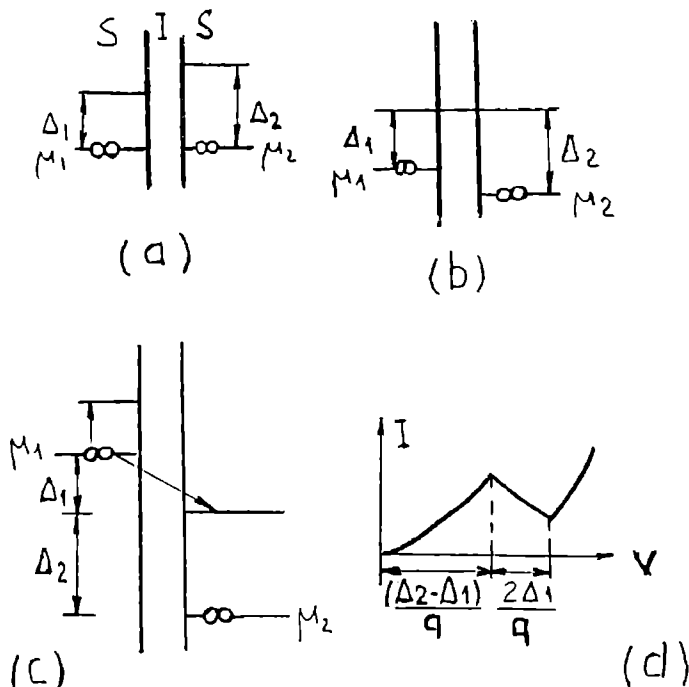 S I S
Δ₁
μ₁
Δ₂
μ₂
(a)
Δ₁
μ₁
Δ₂
μ₂
(b)
μ₁
Δ₁
Δ₂
μ₂
(c)
I
V
(Δ₂-Δ₁)/q
2Δ₁/q
(d)